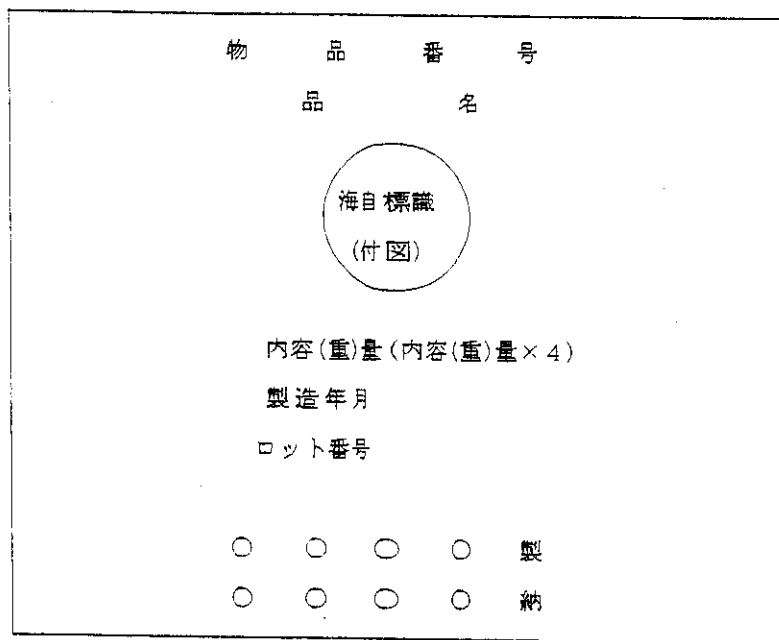 物品番号
品名
海自標識
(付図)
内容(重)量(内容(重)量×4)
製造年月
ロット番号
○○○○製
○○○○納